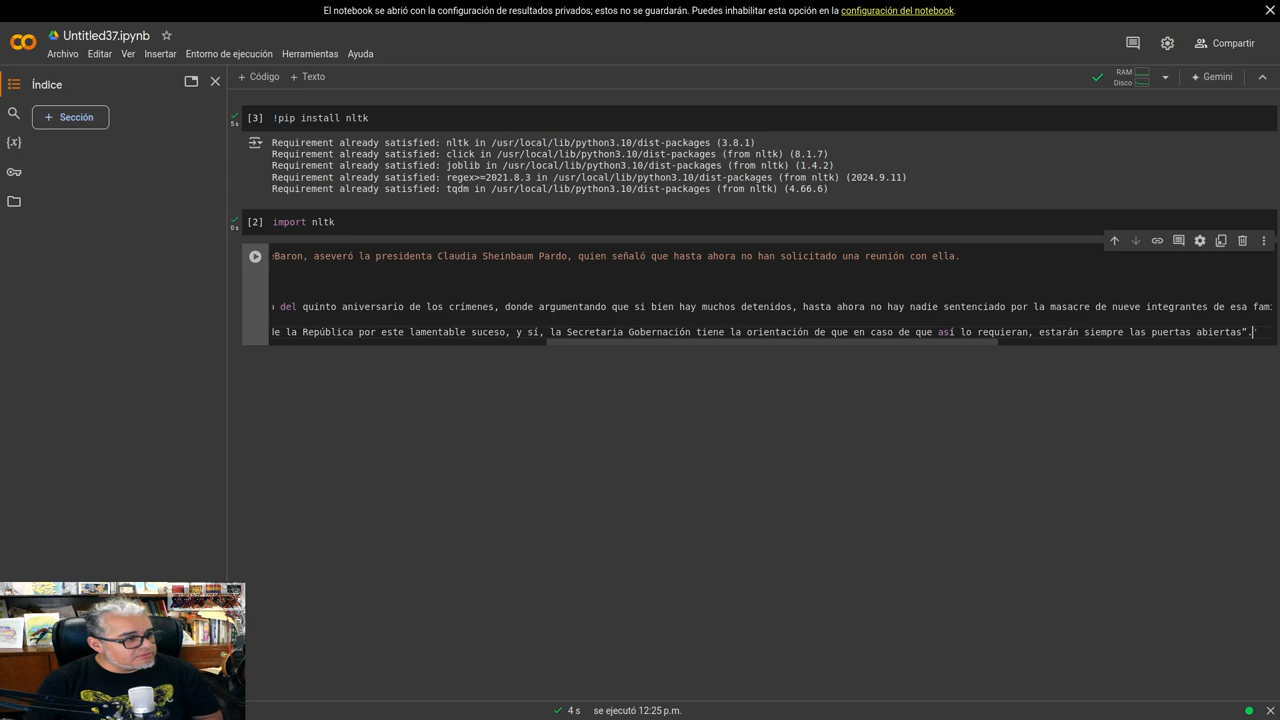 El notebook se abrió con la configuración de resultados privados; estos no se guardarán. Puedes inhabilitar esta opción en la configuración del notebook.
Untitled37.ipynb
Compartir
Archivo Editar Ver Insertar Entorno de ejecución Herramientas Ayuda
Índice
+ Código + Texto
RAM
Disco
Gemini
+ Sección
[3] !pip install nltk
5 s
Requirement already satisfied: nltk in /usr/local/lib/python3.10/dist-packages (3.8.1)
Requirement already satisfied: click in /usr/local/lib/python3.10/dist-packages (from nltk) (8.1.7)
Requirement already satisfied: joblib in /usr/local/lib/python3.10/dist-packages (from nltk) (1.4.2)
Requirement already satisfied: regex>=2021.8.3 in /usr/local/lib/python3.10/dist-packages (from nltk) (2024.9.11)
Requirement already satisfied: tqdm in /usr/local/lib/python3.10/dist-packages (from nltk) (4.66.6)
[2] import nltk
0 s
Baron, aseveró la presidenta Claudia Sheinbaum Pardo, quien señaló que hasta ahora no han solicitado una reunión con ella.
del quinto aniversario de los crímenes, donde argumentando que si bien hay muchos detenidos, hasta ahora no hay nadie sentenciado por la masacre de nueve integrantes de esa fami
de la República por este lamentable suceso, y sí, la Secretaria Gobernación tiene la orientación de que en caso de que así lo requieran, estarán siempre las puertas abiertas”.'
4 s se ejecutó 12:25 p.m.